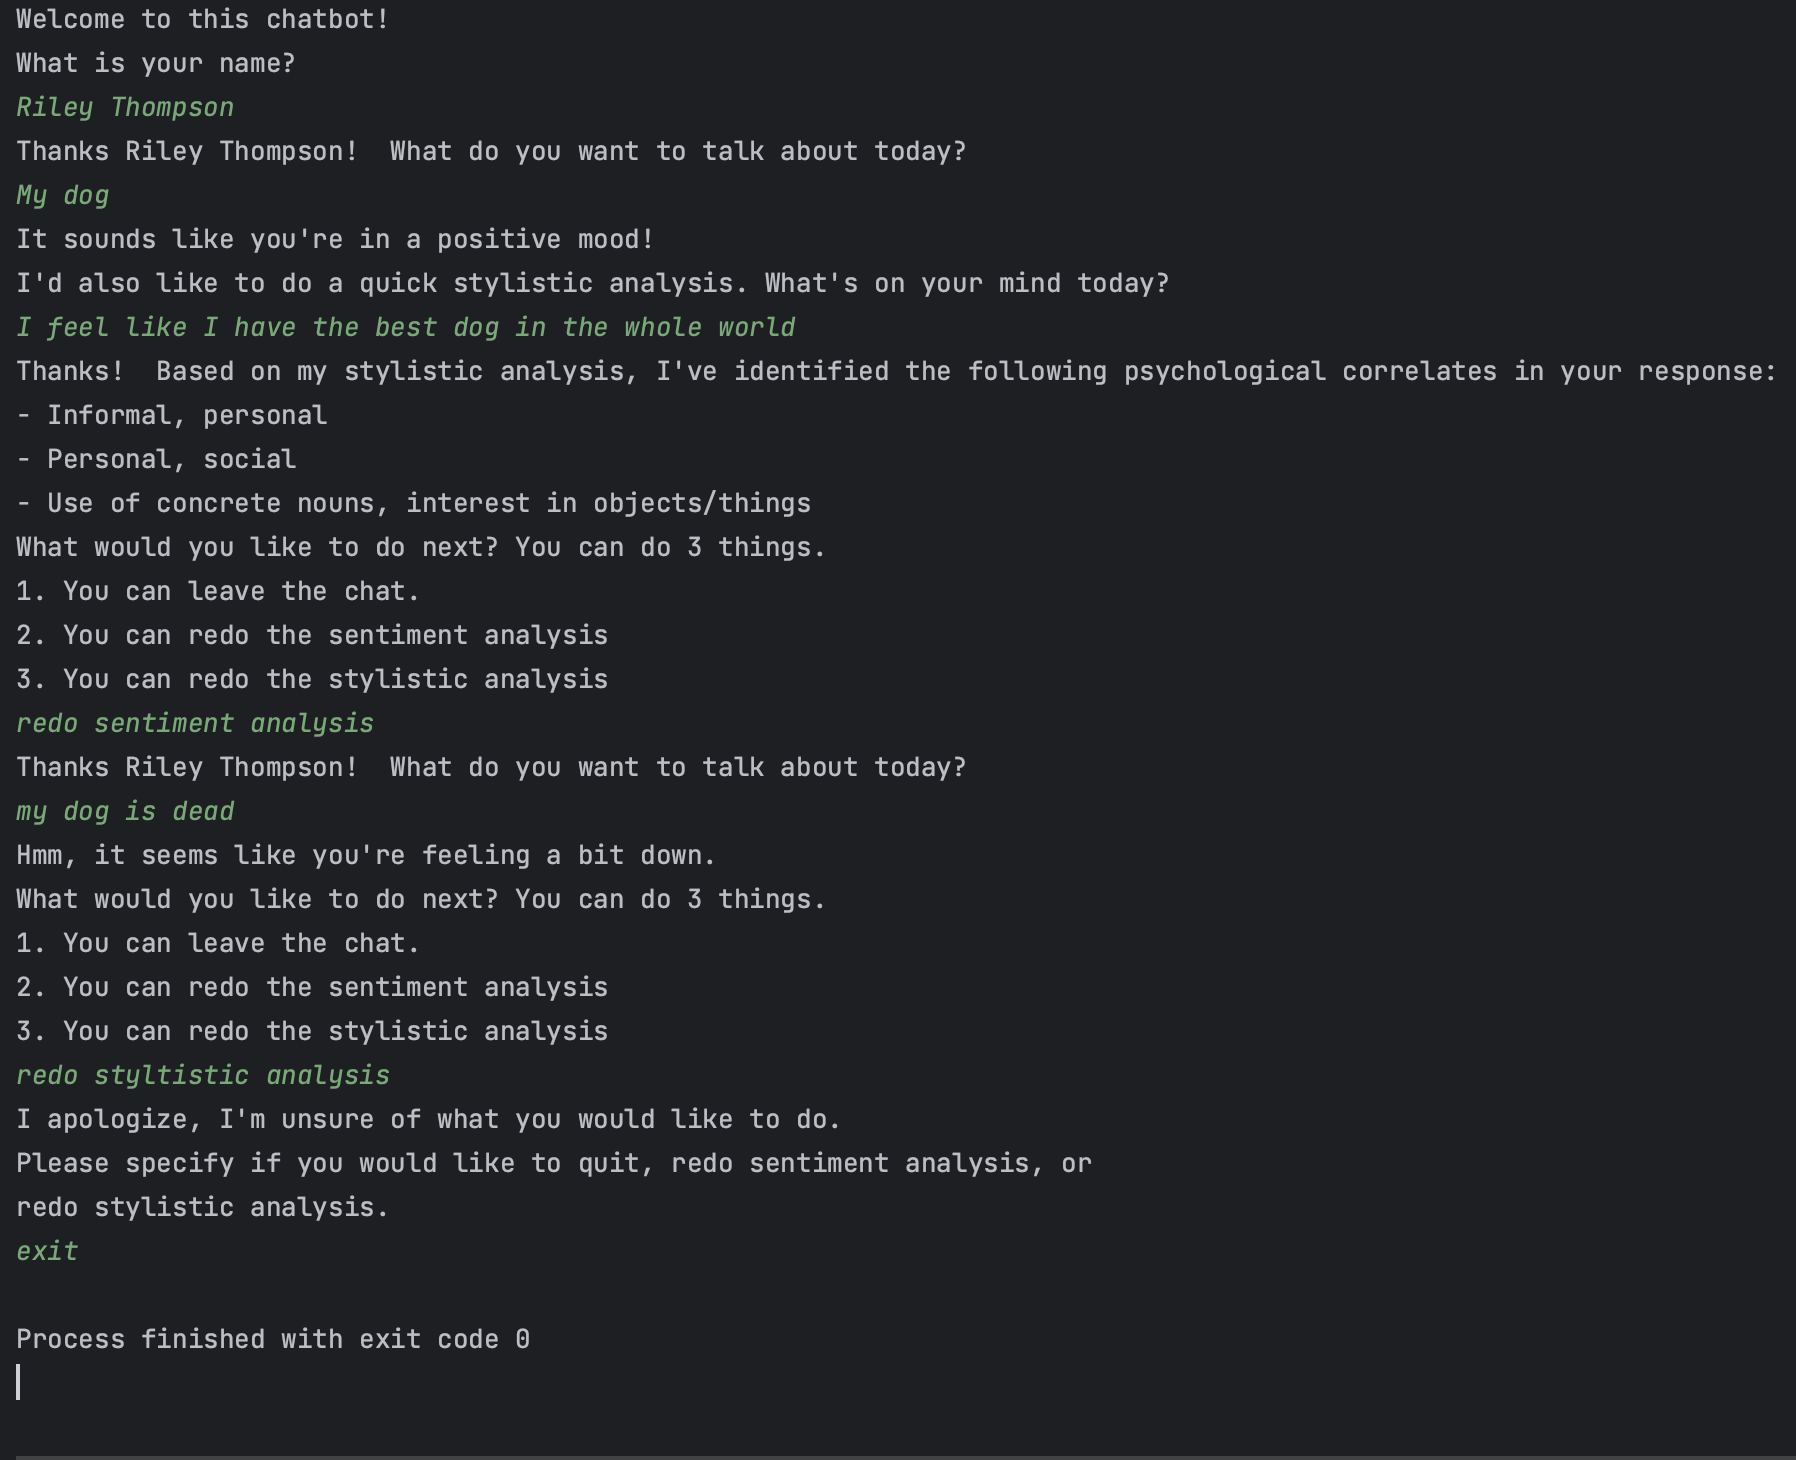 Welcome to this chatbot!
What is your name?
Riley Thompson
Thanks Riley Thompson!  What do you want to talk about today?
My dog
It sounds like you're in a positive mood!
I'd also like to do a quick stylistic analysis. What's on your mind today?
I feel like I have the best dog in the whole world
Thanks!  Based on my stylistic analysis, I've identified the following psychological correlates in your response:
- Informal, personal
- Personal, social
- Use of concrete nouns, interest in objects/things
What would you like to do next? You can do 3 things.
1. You can leave the chat.
2. You can redo the sentiment analysis
3. You can redo the stylistic analysis
redo sentiment analysis
Thanks Riley Thompson!  What do you want to talk about today?
my dog is dead
Hmm, it seems like you're feeling a bit down.
What would you like to do next? You can do 3 things.
1. You can leave the chat.
2. You can redo the sentiment analysis
3. You can redo the stylistic analysis
redo styltistic analysis
I apologize, I'm unsure of what you would like to do.
Please specify if you would like to quit, redo sentiment analysis, or
redo stylistic analysis.
exit
Process finished with exit code 0